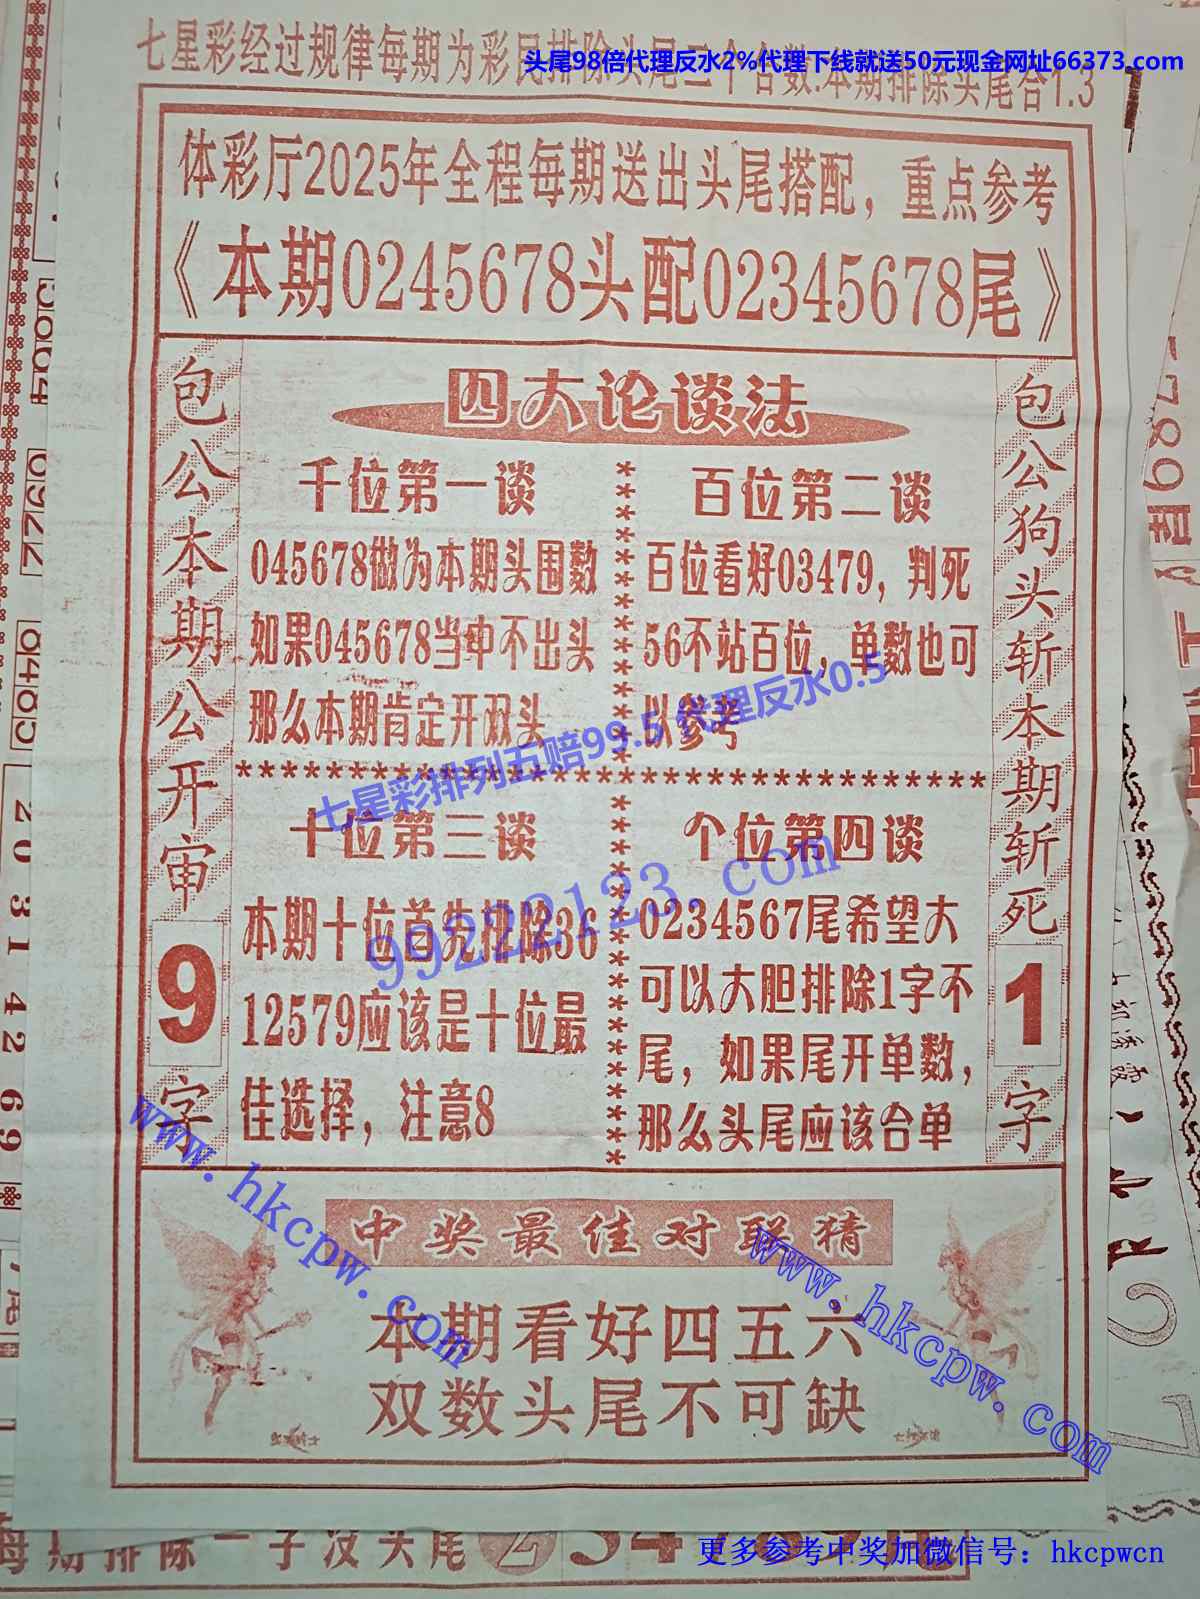 头尾98倍代理反水2%代理下线就送50元现金网址66373.com
七星彩经过规律每期为彩民排除头尾二个合数:本期排除头尾合1.3
体彩厅2025年全程每期送出头尾搭配，重点参考
《本期0245678头配02345678尾》
包公本期公开审9字
包公狗头斩本期斩死1字
四大论谈法
千位第一谈
045678做为本期头围数
如果045678当中不出头
那么本期肯定开双头
百位第二谈
百位看好03479，判死
56不站百位，单数也可
以参考
七星彩排列五赔99.5 代理反水0.5
99222123.com
十位第三谈
本期十位首先排除36
12579应该是十位最
佳选择，注意8
个位第四谈
0234567尾希望大
可以大胆排除1字不
尾，如果尾开单数，
那么头尾应该合单
www.hkcpw.com
www.hkcpw.com
中奖最佳对联猜
本期看好四五六
双数头尾不可缺
0922
0485
20 31 42 69
789尾
每期排除一字没头尾
更多参考中奖加微信号：hkcpwcn